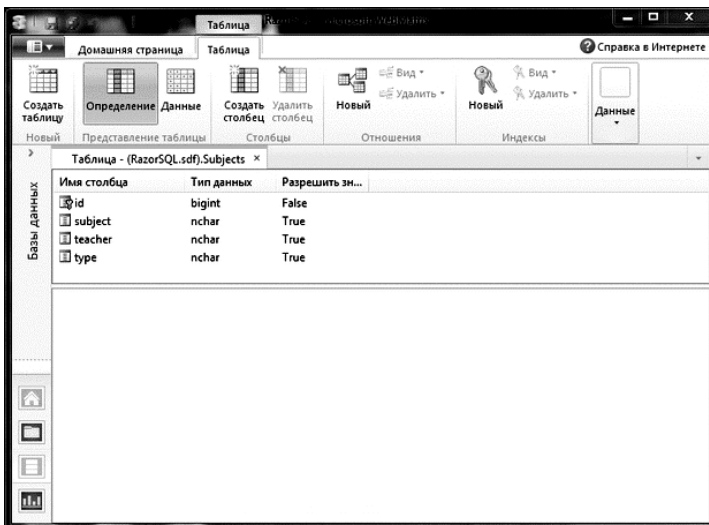 Таблица
Домашняя страница Таблица Справка в Интернете
Создать таблицу
Определение Данные
Создать столбец
Удалить столбец
Новый
Вид
Удалить
Новый
Вид
Удалить
Данные
Новый Представление таблицы Столбцы Отношения Индексы
Таблица - (RazorSQL.sdf).Subjects ×
Базы данных
Имя столбца Тип данных Разрешить зн...
id bigint False
subject nchar True
teacher nchar True
type nchar True